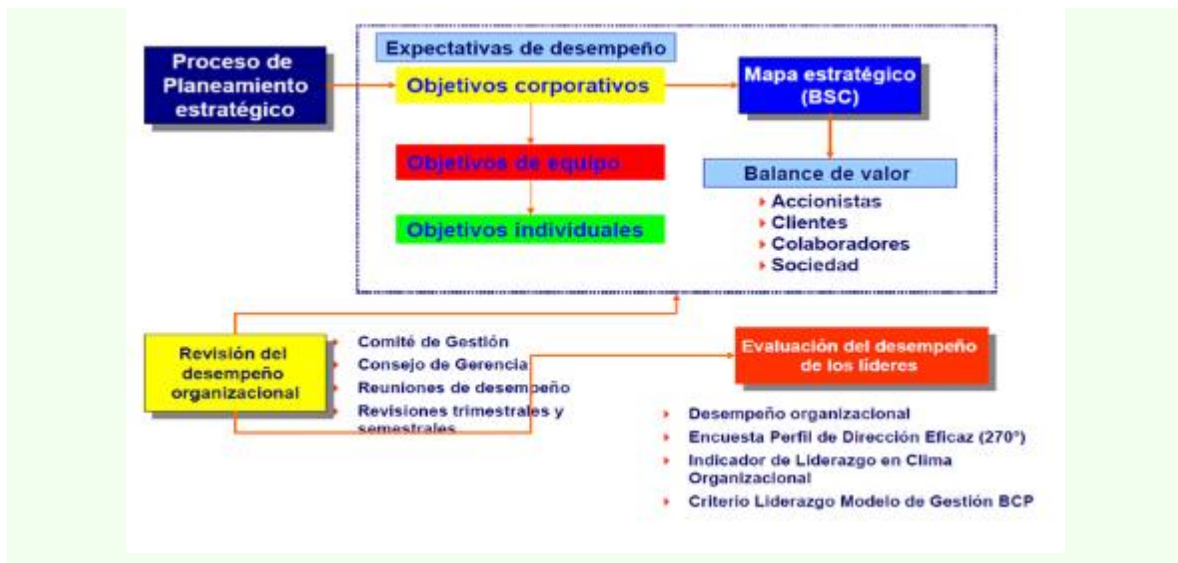 Proceso de
Planeamiento
estratégico
Expectativas de desempeño
Objetivos corporativos
Objetivos de equipo
Objetivos individuales
Mapa estratégico
(BSC)
Balance de valor
Accionistas
Clientes
Colaboradores
Sociedad
Revisión del
desempeño
organizacional
Comité de Gestión
Consejo de Gerencia
Reuniones de desempeño
Revisiones trimestrales y
semestrales
Evaluación del desempeño
de los líderes
Desempeño organizacional
Encuesta Perfil de Dirección Eficaz (270°)
Indicador de Liderazgo en Clima
Organizacional
Criterio Liderazgo Modelo de Gestión BCP